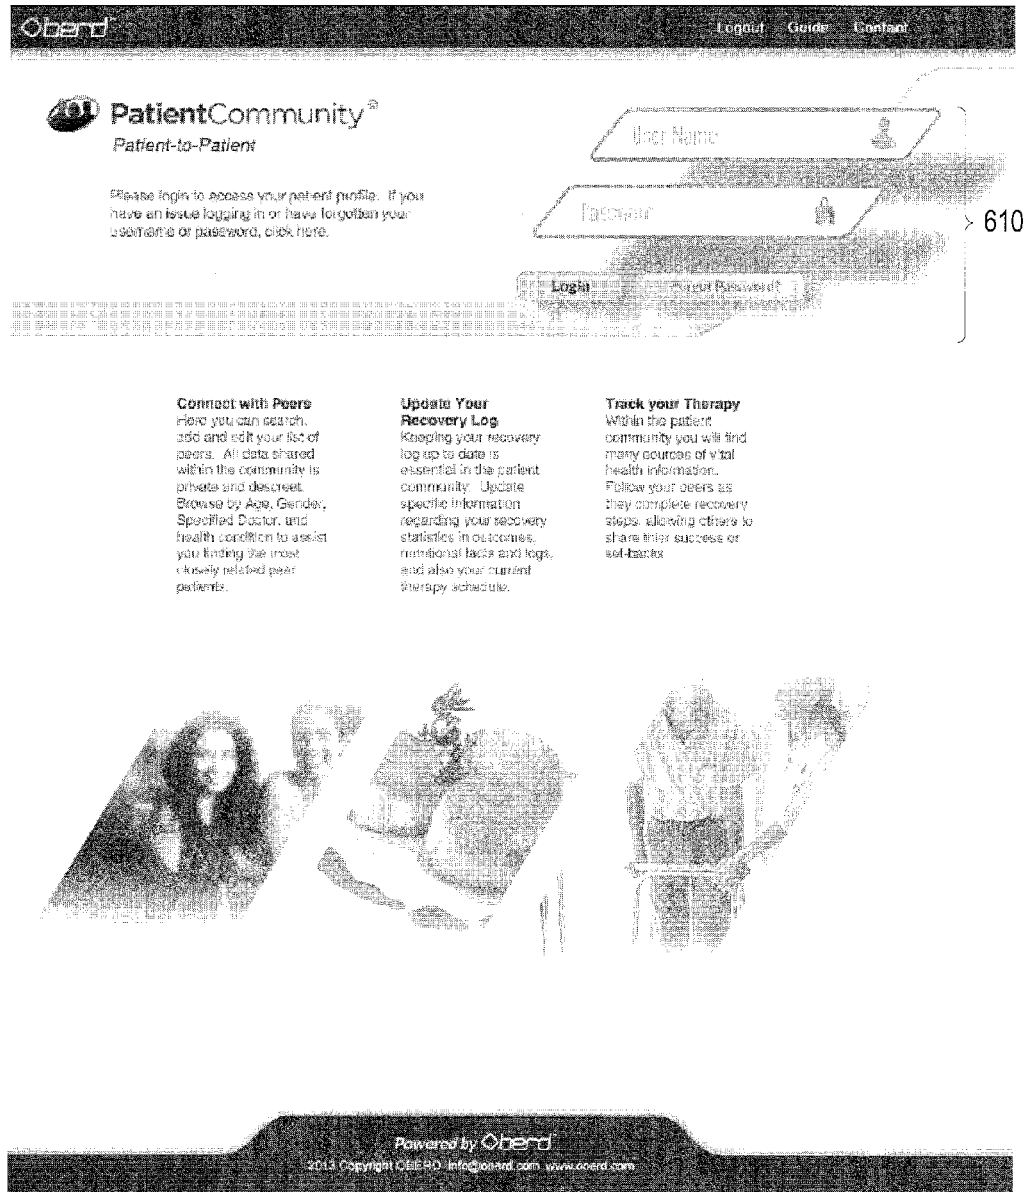 Oberd
Logout Guide Contact
PatientCommunity®
Patient-to-Patient
Please login to access your patient profile. If you
have an issue logging in or have forgotten your
username or password, click here.
User Name
Password
Login Forgot Password?
610
Connect with Peers
Here you can search,
add and edit your list of
peers. All data shared
within the community is
private and descreet.
Browse by Age, Gender,
Specified Doctor, and
health condition to assist
you finding the most
closely related peer
patients.
Update Your
Recovery Log
Keeping your recovery
log up to date is
essential in the patient
community. Update
specific information
regarding your recovery
statistics in outcomes,
nutritional facts and logs,
and also your current
therapy schedule.
Track your Therapy
Within the patient
community you will find
many sources of vital
health information.
Follow your peers as
they complete recovery
steps, allowing others to
share their success or
set-backs
Powered by Oberd
2013 Copyright OBERD info@oberd.com www.oberd.com